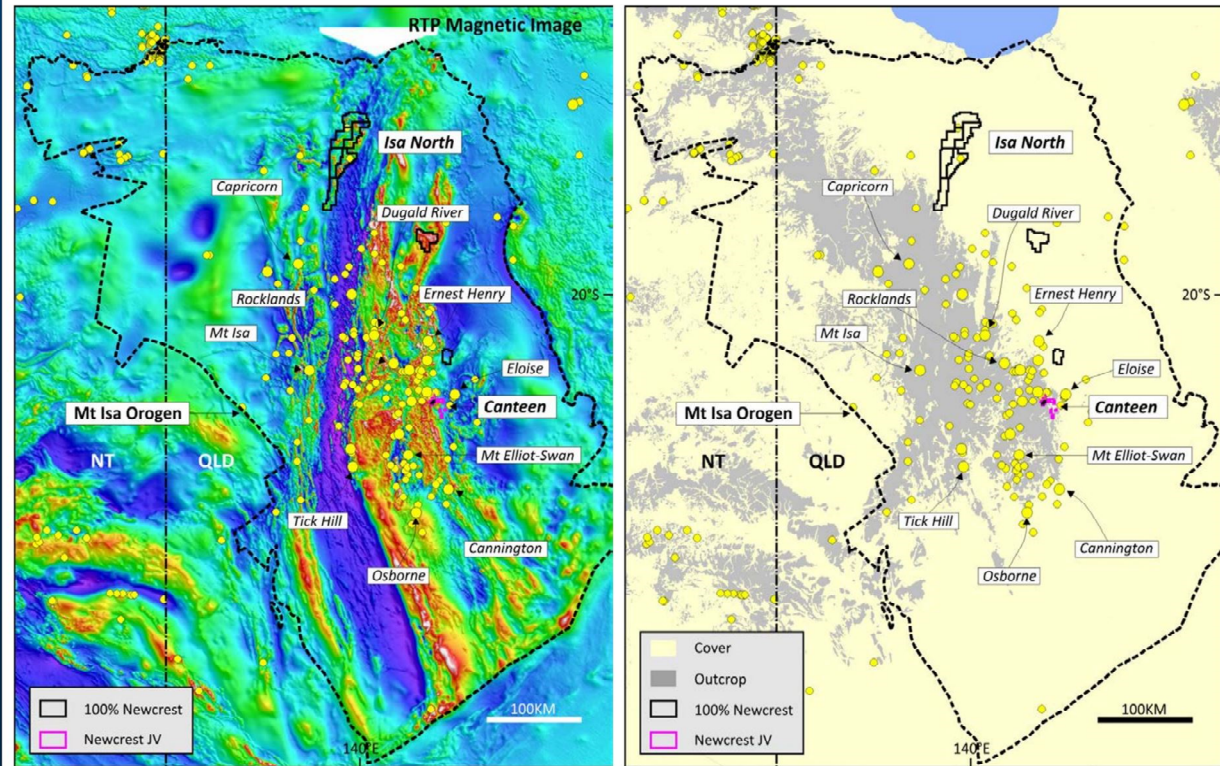 RTP Magnetic Image
Isa North
Capricorn
Dugald River
Rocklands
Ernest Henry
20°S
Mt Isa
Eloise
Mt Isa Orogen
Canteen
NT
QLD
Mt Elliot-Swan
Tick Hill
Cannington
Osborne
100% Newcrest
Newcrest JV
100KM
140°E
Isa North
Capricorn
Dugald River
Rocklands
Ernest Henry
20°S
Mt Isa
Eloise
Mt Isa Orogen
Canteen
NT
QLD
Mt Elliot-Swan
Tick Hill
Cannington
Osborne
Cover
Outcrop
100% Newcrest
Newcrest JV
100KM
140°E